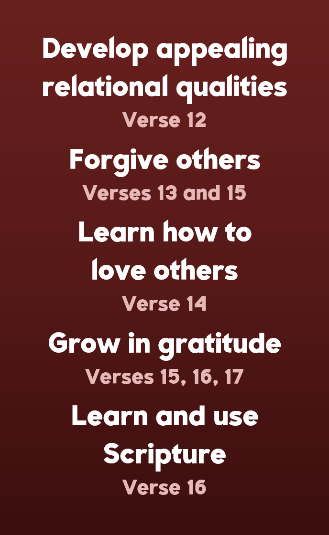 Develop appealing
relational qualities
Verse 12
Forgive others
Verses 13 and 15
Learn how to
love others
Verse 14
Grow in gratitude
Verses 15, 16, 17
Learn and use
Scripture
Verse 16